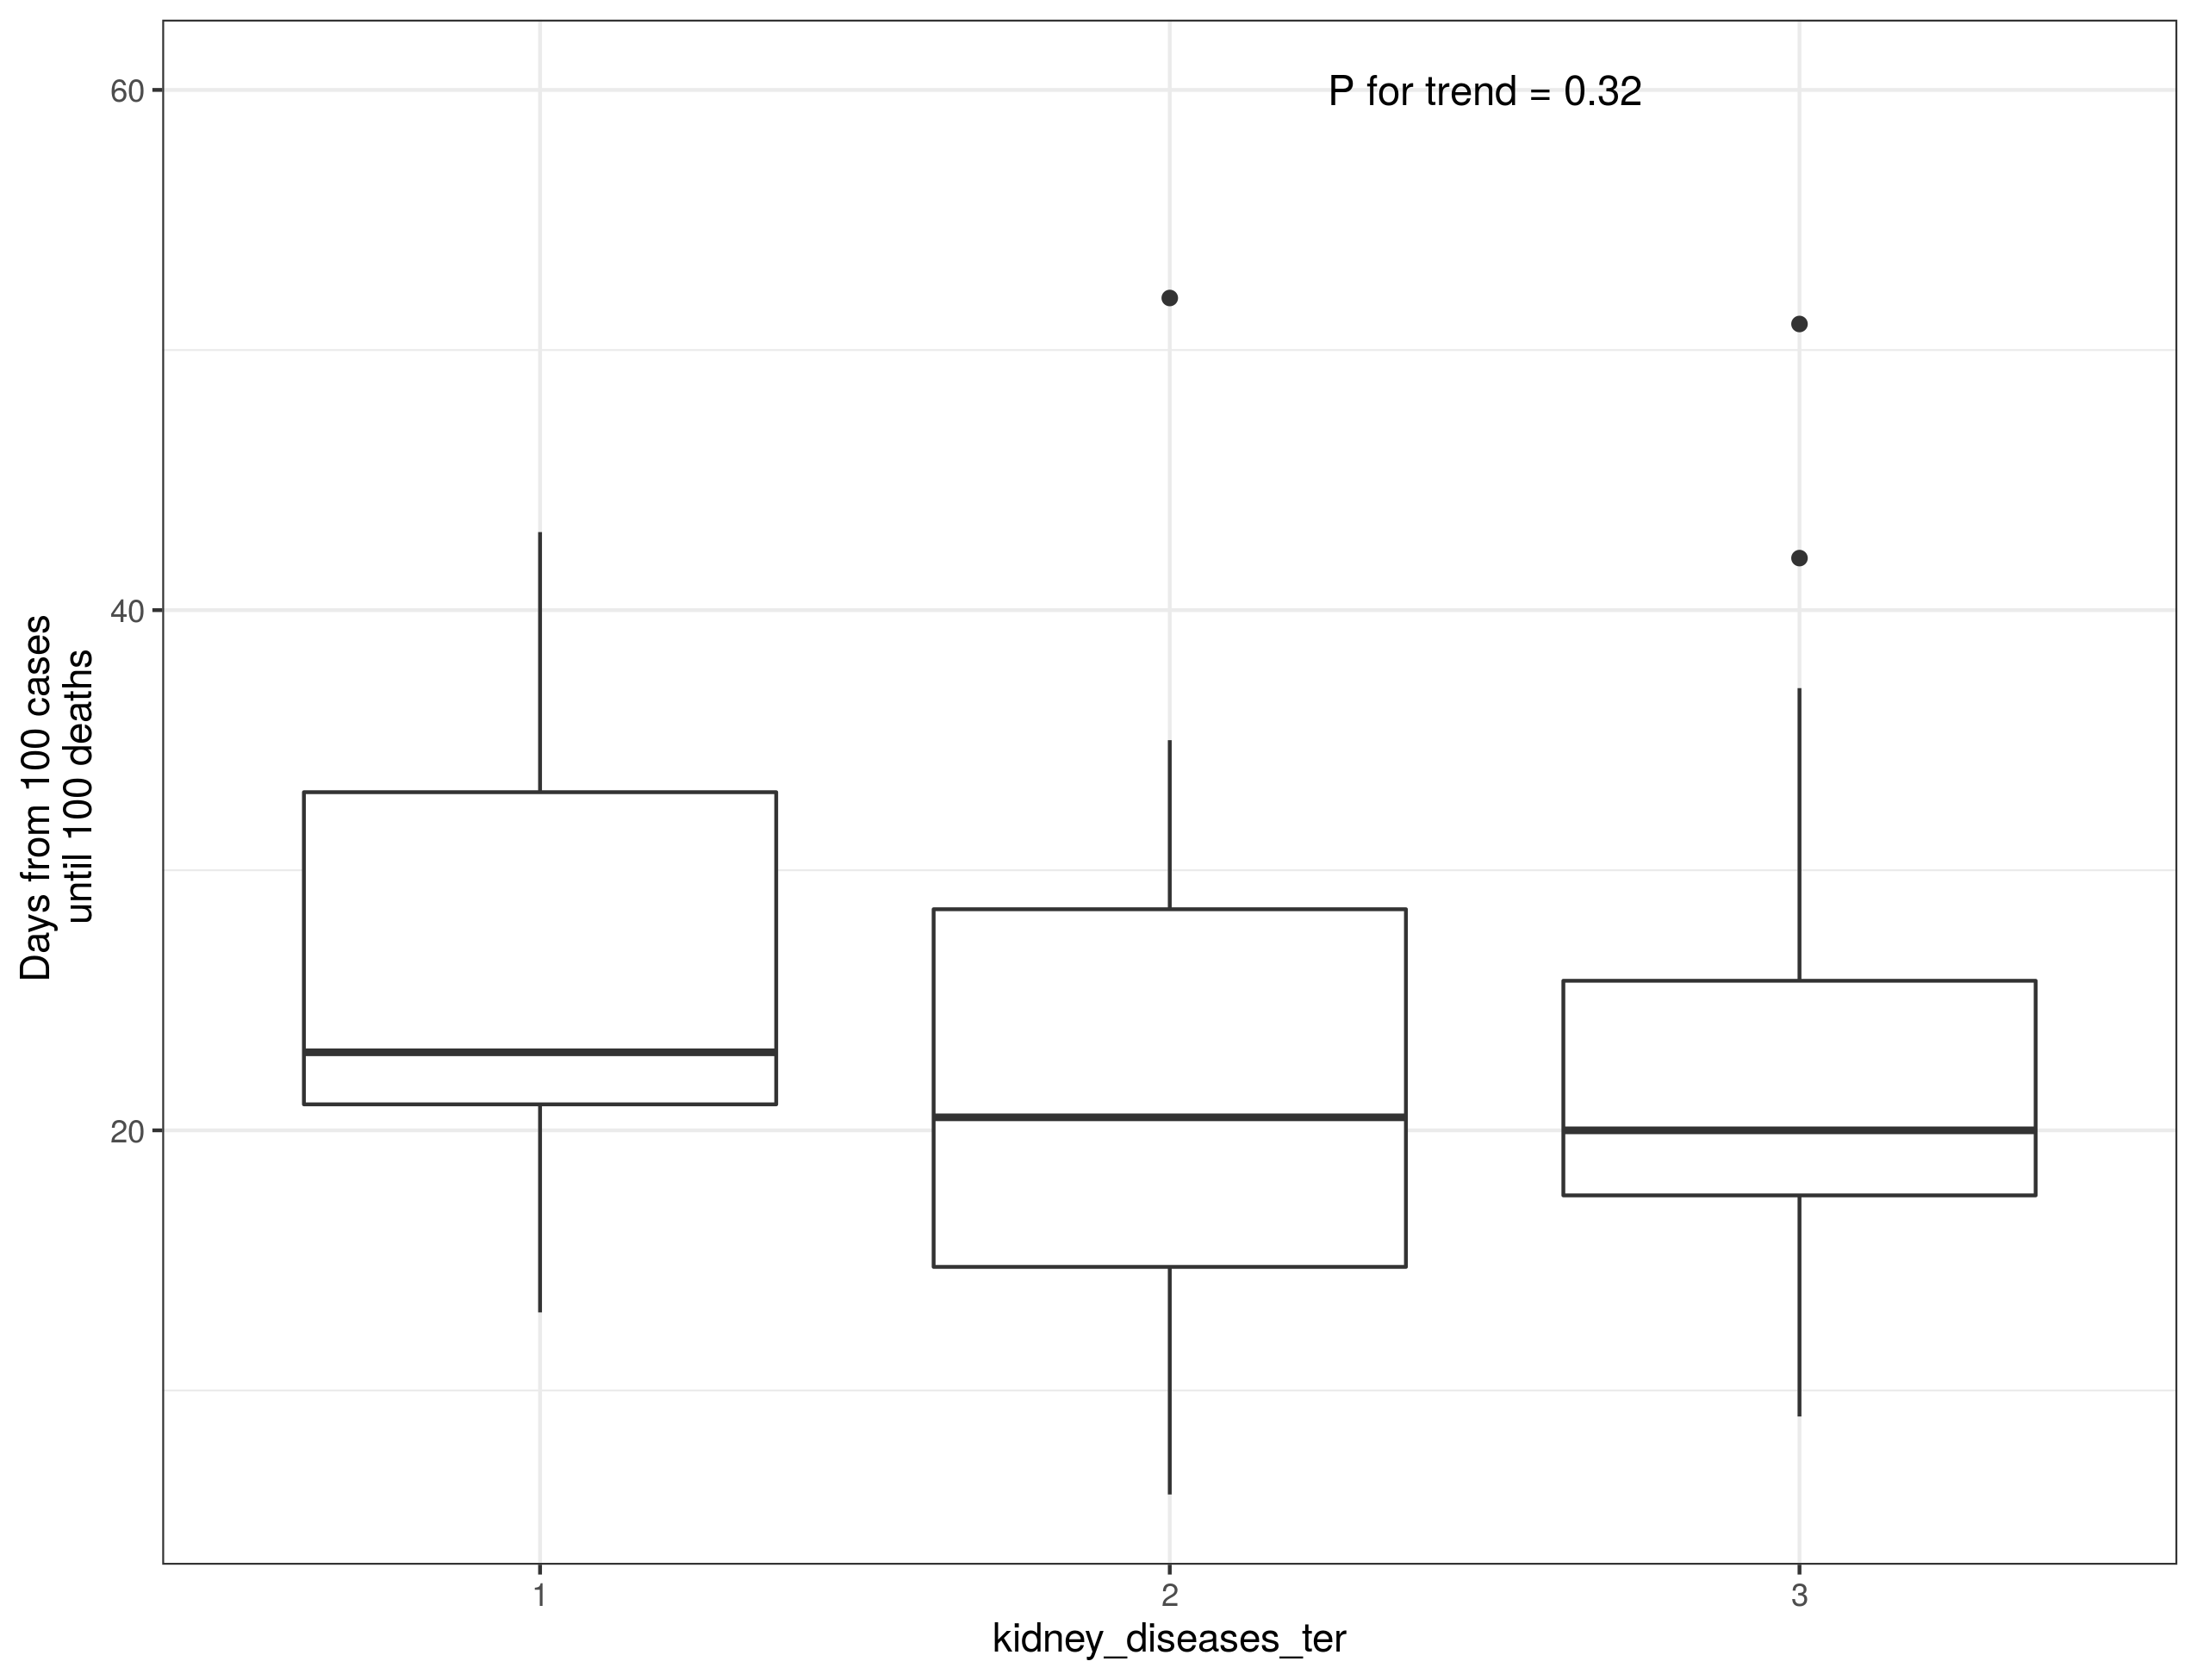 P for trend = 0.32
60
40
20
Days from 100 cases
until 100 deaths
1
2
3
kidney_diseases_ter